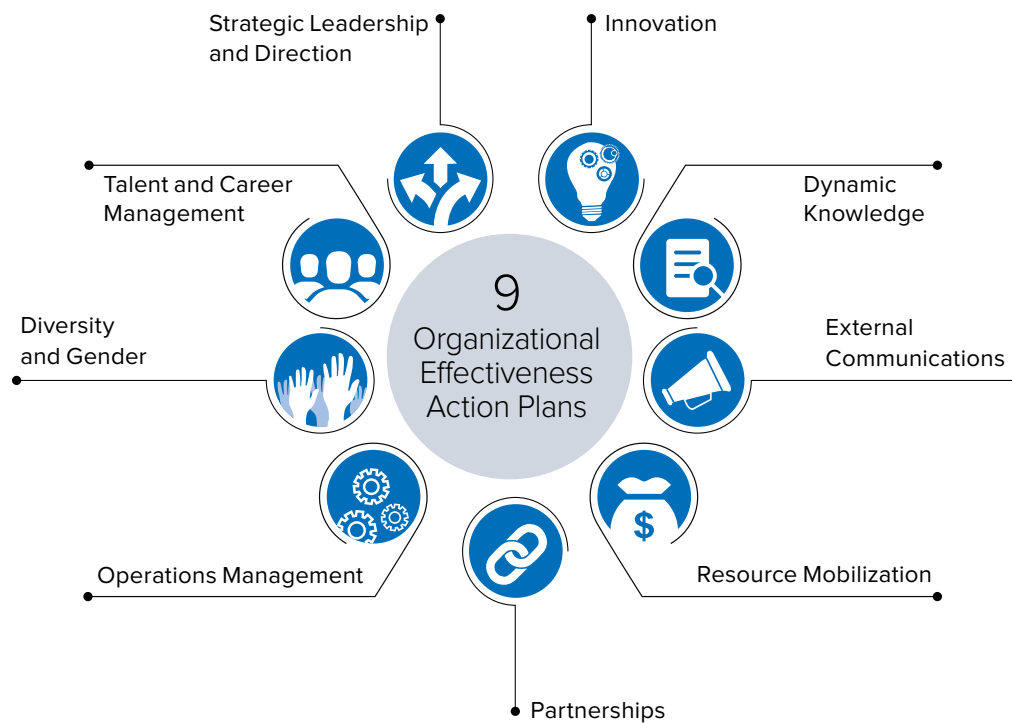 Strategic Leadership
and Direction
Innovation
Talent and Career
Management
Dynamic
Knowledge
9
Organizational
Effectiveness
Action Plans
Diversity
and Gender
External
Communications
$
Operations Management
Resource Mobilization
Partnerships